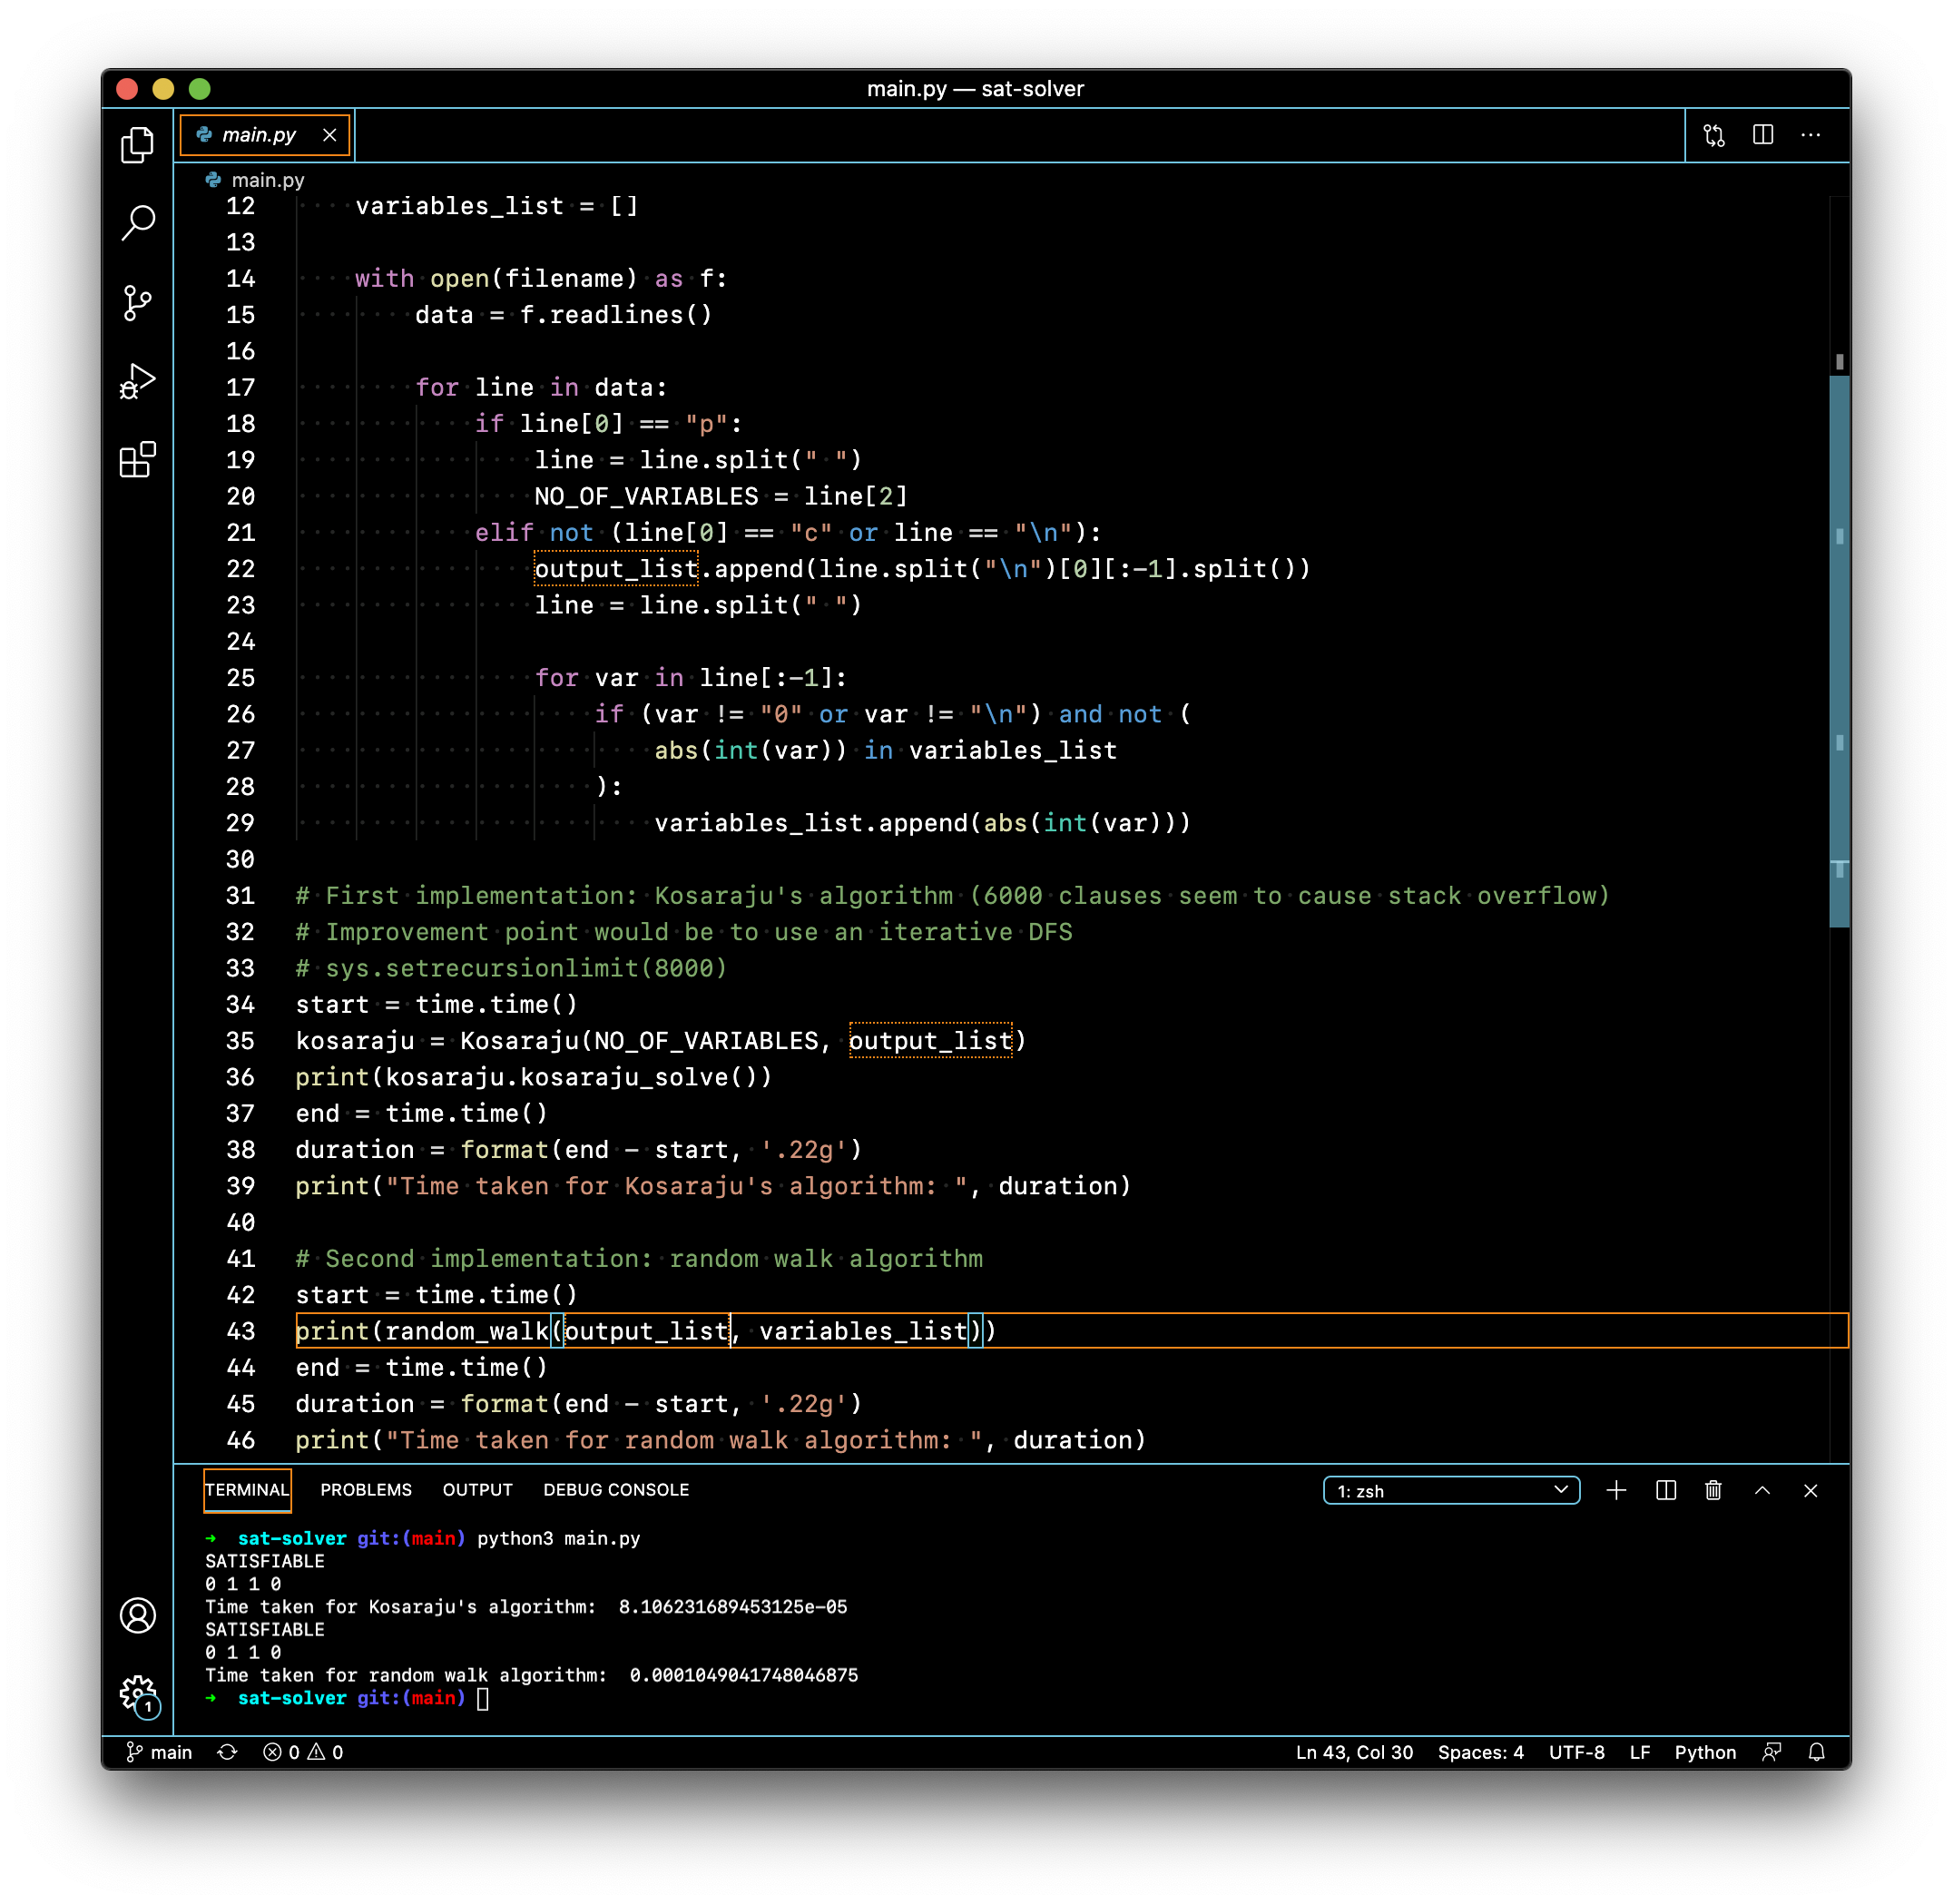 main.py — sat-solver
main.py
main.py
12 variables_list = []
13
14 with open(filename) as f:
15 data = f.readlines()
16
17 for line in data:
18 if line[0] == "p":
19 line = line.split(" ")
20 NO_OF_VARIABLES = line[2]
21 elif not (line[0] == "c" or line == "\n"):
22 output_list.append(line.split("\n")[0][:-1].split())
23 line = line.split(" ")
24
25 for var in line[:-1]:
26 if (var != "0" or var != "\n") and not (
27 abs(int(var)) in variables_list
28 ):
29 variables_list.append(abs(int(var)))
30
31 # First implementation: Kosaraju's algorithm (6000 clauses seem to cause stack overflow)
32 # Improvement point would be to use an iterative DFS
33 # sys.setrecursionlimit(8000)
34 start = time.time()
35 kosaraju = Kosaraju(NO_OF_VARIABLES, output_list)
36 print(kosaraju.kosaraju_solve())
37 end = time.time()
38 duration = format(end - start, '.22g')
39 print("Time taken for Kosaraju's algorithm: ", duration)
40
41 # Second implementation: random walk algorithm
42 start = time.time()
43 print(random_walk(output_list, variables_list))
44 end = time.time()
45 duration = format(end - start, '.22g')
46 print("Time taken for random walk algorithm: ", duration)
TERMINAL PROBLEMS OUTPUT DEBUG CONSOLE 1: zsh
➜ sat-solver git:(main) python3 main.py
SATISFIABLE
0 1 1 0
Time taken for Kosaraju's algorithm:  8.106231689453125e-05
SATISFIABLE
0 1 1 0
Time taken for random walk algorithm:  0.0001049041748046875
➜ sat-solver git:(main)
1
main 0 0 Ln 43, Col 30 Spaces: 4 UTF-8 LF Python